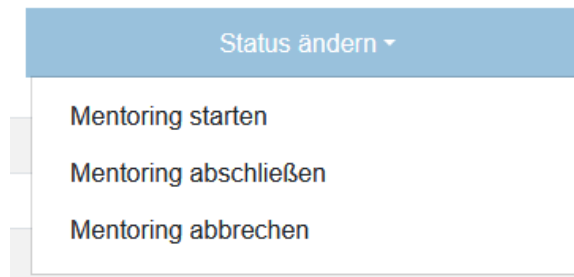 Status ändern
Mentoring starten
Mentoring abschließen
Mentoring abbrechen